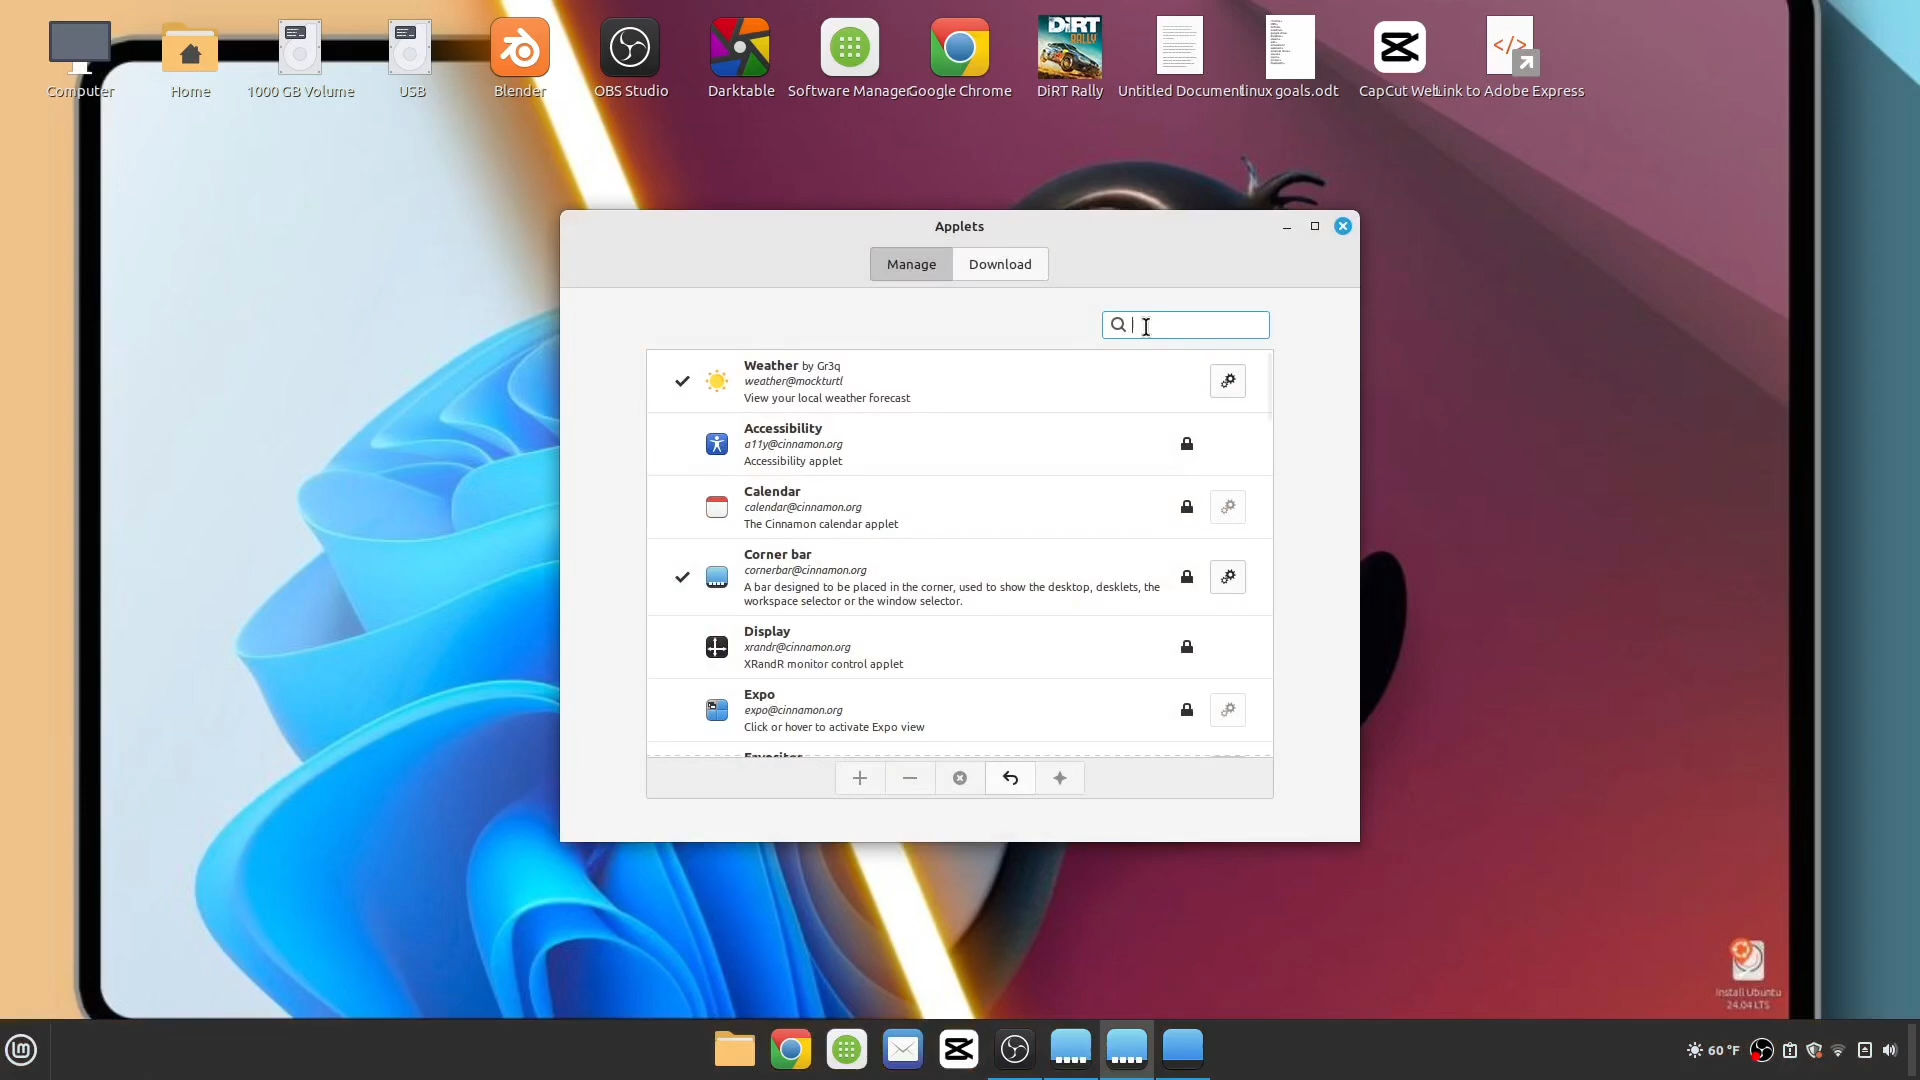 Computer
Home
1000 GB Volume
USB
Blender
OBS Studio
Darktable
Software Manager
Google Chrome
DiRT RALLY
DiRT Rally
Untitled Document
linux goals.odt
CapCut Web
Link to Adobe Express
Applets
Manage
Download
Weather by Gr3q
weather@mockturtl
View your local weather forecast
Accessibility
a11y@cinnamon.org
Accessibility applet
Calendar
calendar@cinnamon.org
The Cinnamon calendar applet
Corner bar
cornerbar@cinnamon.org
A bar designed to be placed in the corner, used to show the desktop, desklets, the
workspace selector or the window selector.
Display
xrandr@cinnamon.org
XRandR monitor control applet
Expo
expo@cinnamon.org
Click or hover to activate Expo view
Favorites
Install Ubuntu
24.04 LTS
60 °F